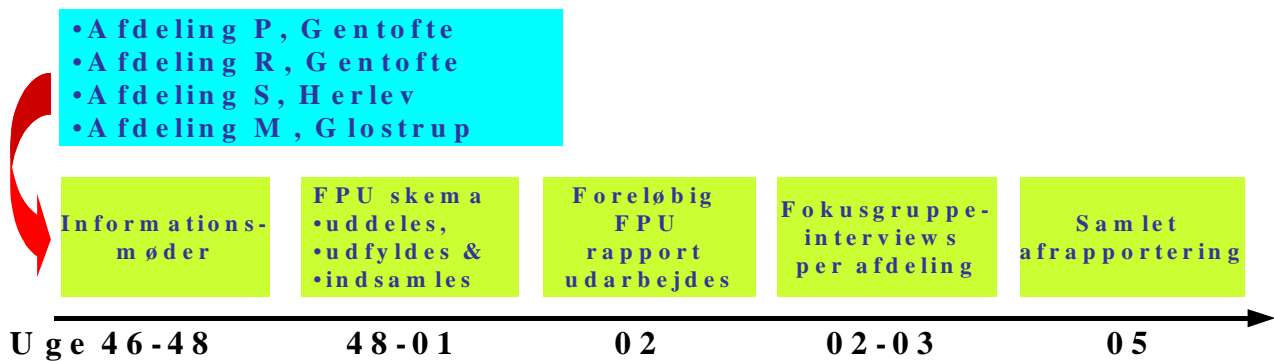 •Afdeling P, Gentofte
•Afdeling R, Gentofte
•Afdeling S, Herlev
•Afdeling M, Glostrup
Informations-
møder
FPU skema
•uddeles,
•udfyldes &
•indsamles
Foreløbig
FPU
rapport
udarbejdes
Fokusgruppe-
interviews
per afdeling
Samlet
afrapportering
Uge 46-48 48-01 02 02-03 05